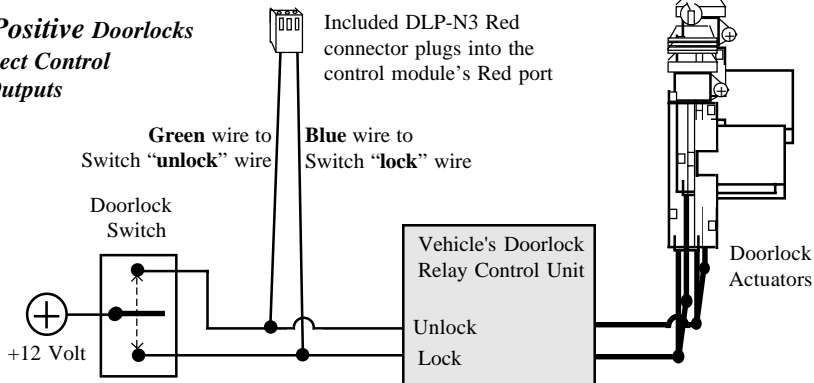 Positive Doorlocks
ect Control
utputs
Included DLP-N3 Red
connector plugs into the
control module's Red port
Green wire to
Switch “unlock” wire
Blue wire to
Switch “lock” wire
Doorlock
Switch
+12 Volt
Vehicle's Doorlock
Relay Control Unit
Unlock
Lock
Doorlock
Actuators